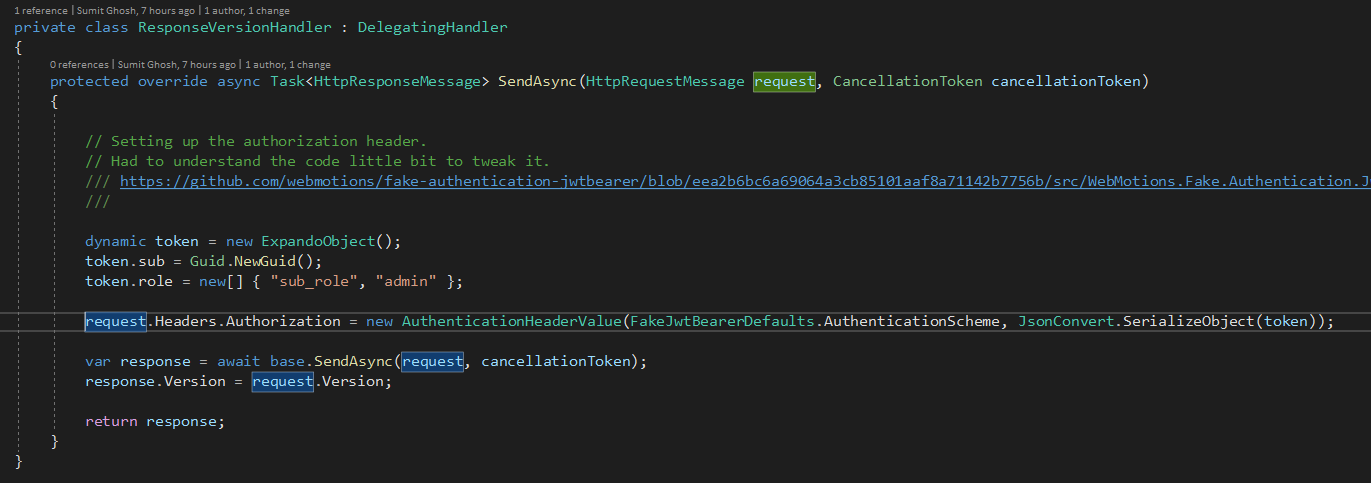 1 reference | Sumit Ghosh, 7 hours ago | 1 author, 1 change
private class ResponseVersionHandler : DelegatingHandler
{
0 references | Sumit Ghosh, 7 hours ago | 1 author, 1 change
protected override async Task<HttpResponseMessage> SendAsync(HttpRequestMessage request, CancellationToken cancellationToken)
{
// Setting up the authorization header.
// Had to understand the code little bit to tweak it.
/// https://github.com/webmotions/fake-authentication-jwtbearer/blob/eea2b6bc6a69064a3cb85101aaf8a71142b7756b/src/WebMotions.Fake.Authentication.J
///
dynamic token = new ExpandoObject();
token.sub = Guid.NewGuid();
token.role = new[] { "sub_role", "admin" };
request.Headers.Authorization = new AuthenticationHeaderValue(FakeJwtBearerDefaults.AuthenticationScheme, JsonConvert.SerializeObject(token));
var response = await base.SendAsync(request, cancellationToken);
response.Version = request.Version;
return response;
}
}